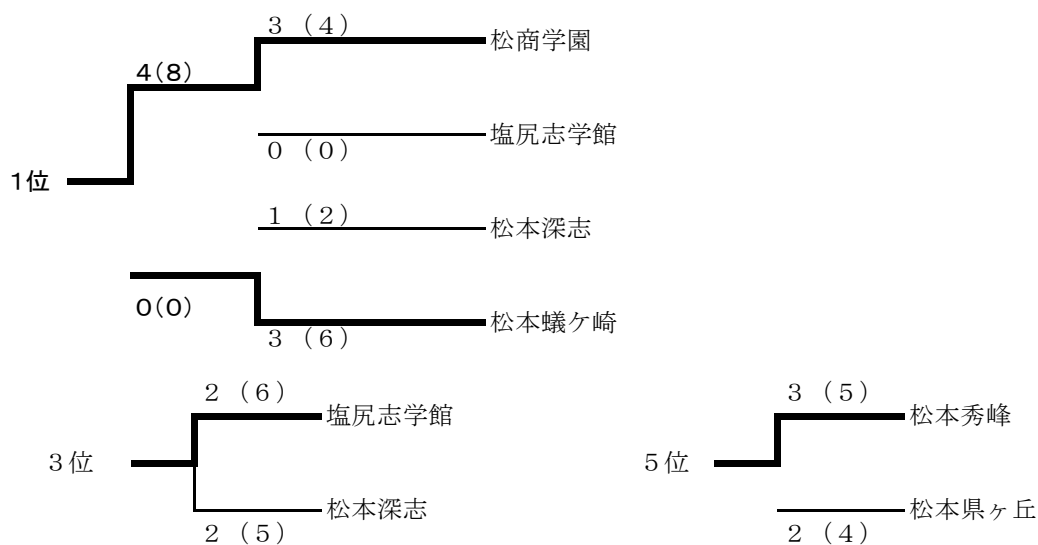 ３（４）
松商学園
4(8)
塩尻志学館
０（０）
1位
１（２）
松本深志
0(0)
松本蟻ケ崎
３（６）
２（６）
塩尻志学館
３位
松本深志
２（５）
３（５）
松本秀峰
５位
松本県ヶ丘
２（４）